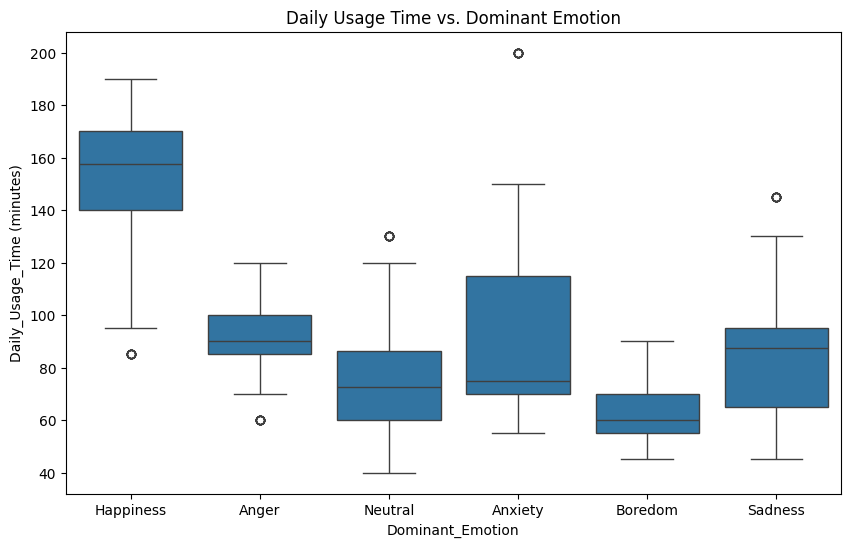 Daily Usage Time vs. Dominant Emotion
Daily_Usage_Time (minutes)
200
180
160
140
120
100
80
60
40
Happiness Anger Neutral Anxiety Boredom Sadness
Dominant_Emotion